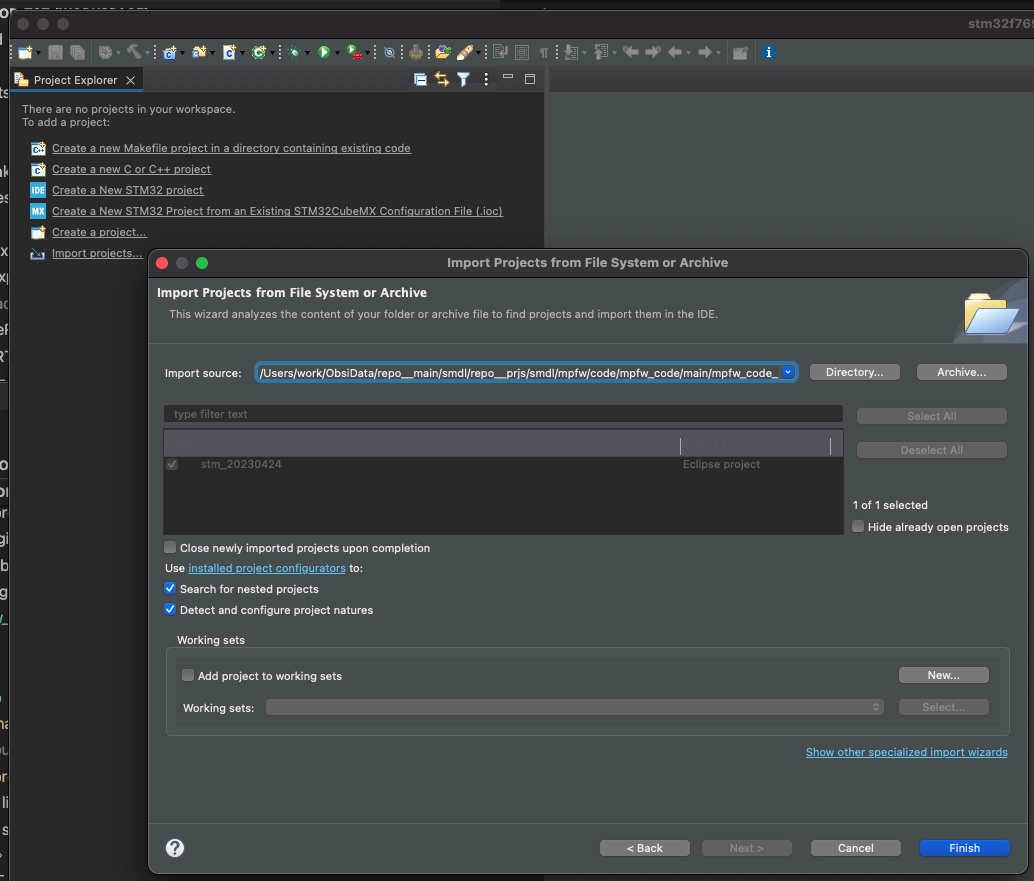 stm32f769
Project Explorer
There are no projects in your workspace.
To add a project:
Create a new Makefile project in a directory containing existing code
Create a new C or C++ project
IDE Create a New STM32 project
MX Create a New STM32 Project from an Existing STM32CubeMX Configuration File (.ioc)
Create a project...
Import projects...
Import Projects from File System or Archive
Import Projects from File System or Archive
This wizard analyzes the content of your folder or archive file to find projects and import them in the IDE.
Import source: /Users/work/ObsiData/repo__main/smdl/repo__prjs/smdl/mpfw/code/mpfw_code/main/mpfw_code_ Directory... Archive...
type filter text Select All
Deselect All
stm_20230424 Eclipse project
1 of 1 selected
Hide already open projects
Close newly imported projects upon completion
Use installed project configurators to:
Search for nested projects
Detect and configure project natures
Working sets
Add project to working sets New...
Working sets: Select...
Show other specialized import wizards
? < Back Next > Cancel Finish